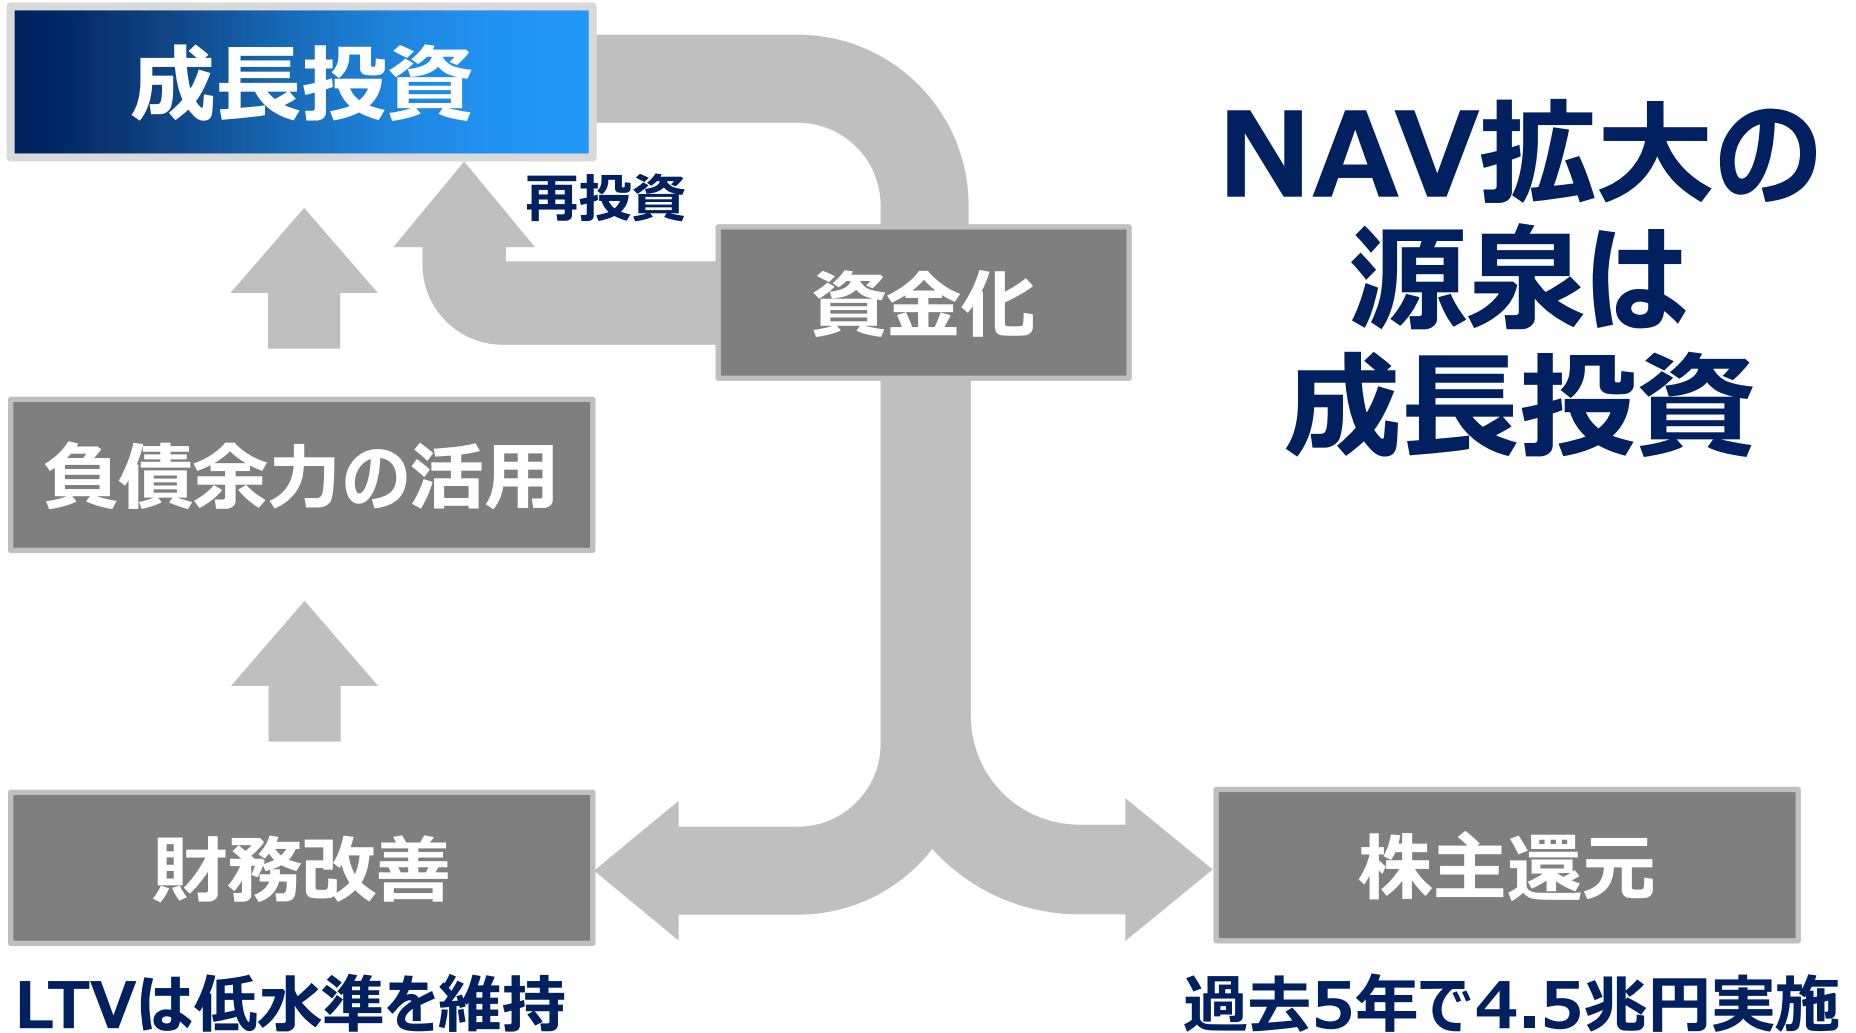 成長投資
NAV拡大の
源泉は
成長投資
再投資
資金化
負債余力の活用
財務改善
株主還元
LTVは低水準を維持
過去5年で4.5兆円実施